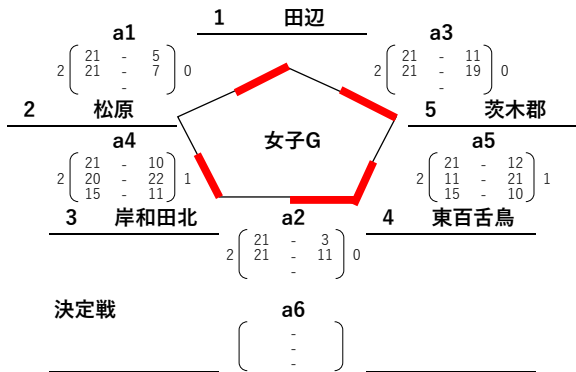 1 田辺
a1
2 21 - 5 0
21 - 7
-
a3
2 21 - 11 0
21 - 19
-
2 松原
女子G
5 茨木郡
a4
2 21 - 10 1
20 - 22
15 - 11
a5
2 21 - 12 1
11 - 21
15 - 10
3 岸和田北
a2
4 東百舌鳥
2 21 - 3 0
21 - 11
-
決定戦
a6
-
-
-